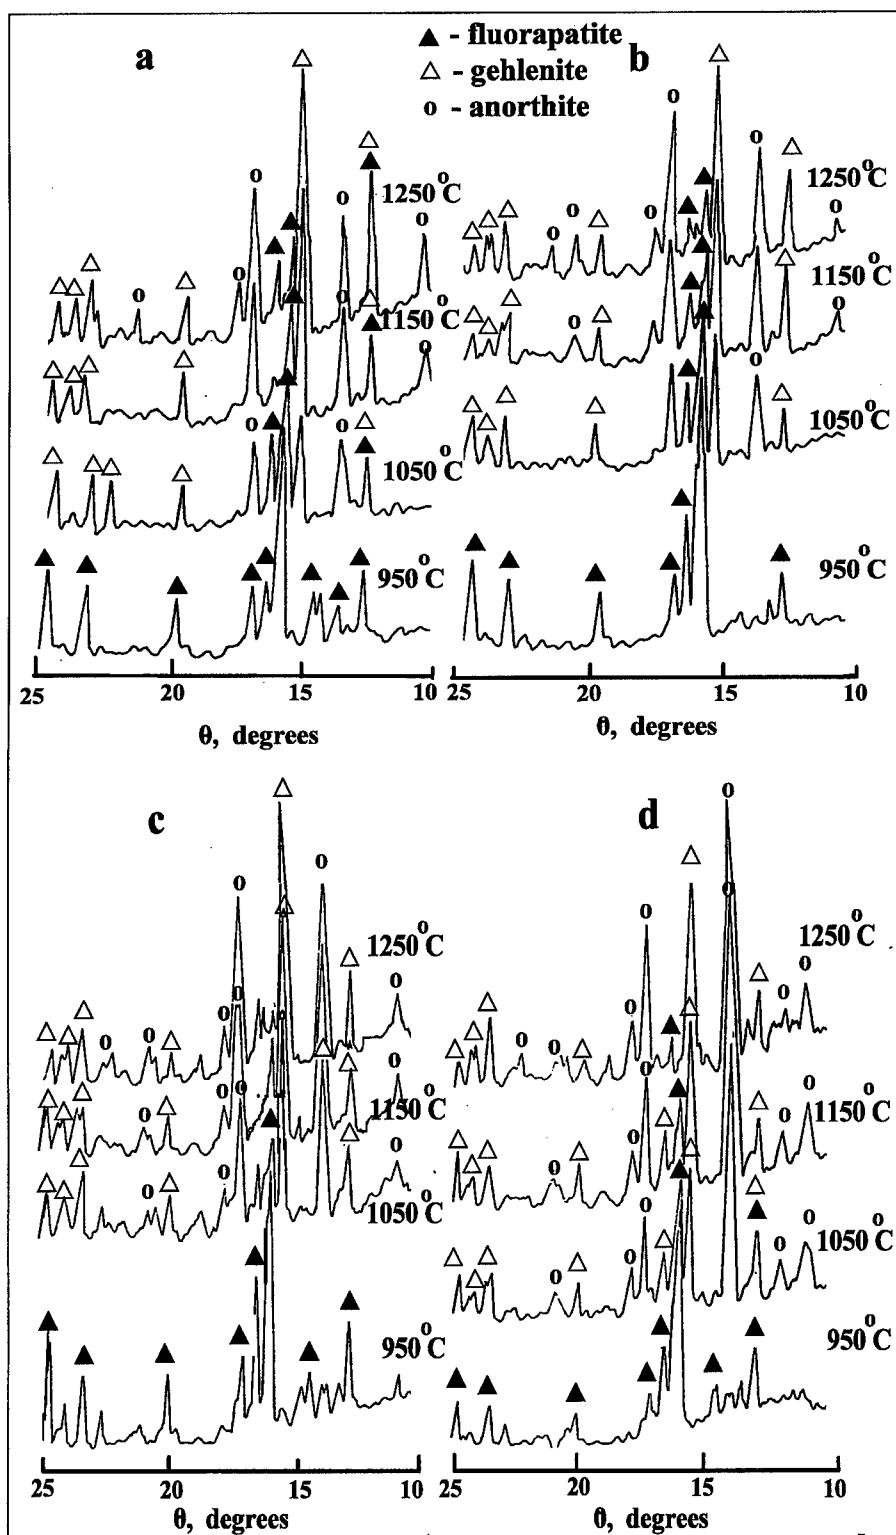 a
▲ - fluorapatite
△ - gehlenite
o - anorthite
b
1250°C
1150°C
1050°C
950°C
1250°C
1150°C
1050°C
950°C
25 20 15 10
θ, degrees
25 20 15 10
θ, degrees
c
1250°C
1150°C
1050°C
950°C
d
1250°C
1150°C
1050°C
950°C
25 20 15 10
θ, degrees
25 20 15 10
θ, degrees